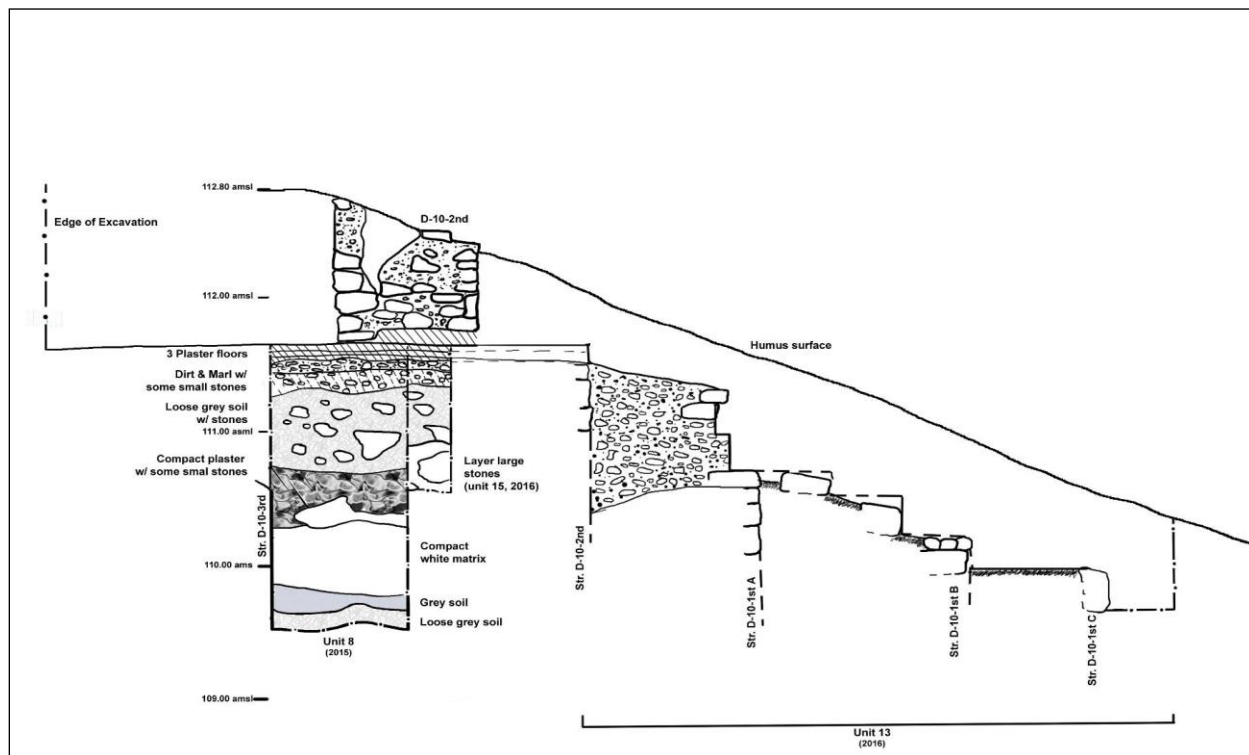 112.80 amsl
Edge of Excavation
D-10-2nd
112.00 amsl
Humus surface
3 Plaster floors
Dirt & Marl w/
some small stones
Loose grey soil
w/ stones
111.00 asml
Compact plaster
w/ some smal stones
Layer large
stones
(unit 15, 2016)
Str. D-10-3rd
Str. D-10-2nd
Compact
white matrix
110.00 ams
Grey soil
Loose grey soil
Str. D-10-1st A
Str. D-10-1st B
Str. D-10-1st C
Unit 8
(2015)
109.00 amsl
Unit 13
(2016)